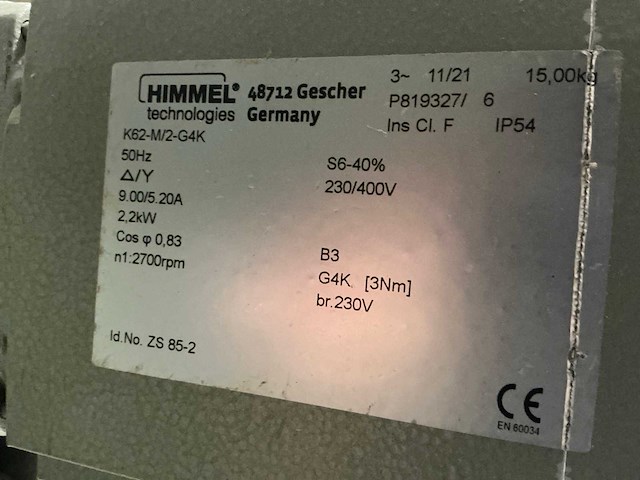 HIMMEL® 48712 Gescher
technologies Germany
3~ 11/21 15,00kg
P819327/ 6
Ins Cl. F IP54
K62-M/2-G4K
50Hz
Δ/Y
9.00/5.20A
2,2kW
Cos φ 0,83
n1:2700rpm
S6-40%
230/400V
B3
G4K [3Nm]
br.230V
Id.No. ZS 85-2
CE
EN 60034